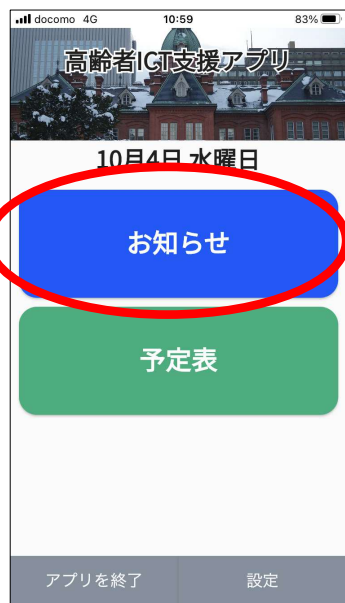 docomo 4G 10:59 83%
高齢者ICT支援アプリ
10月4日 水曜日
お知らせ
予定表
アプリを終了 設定